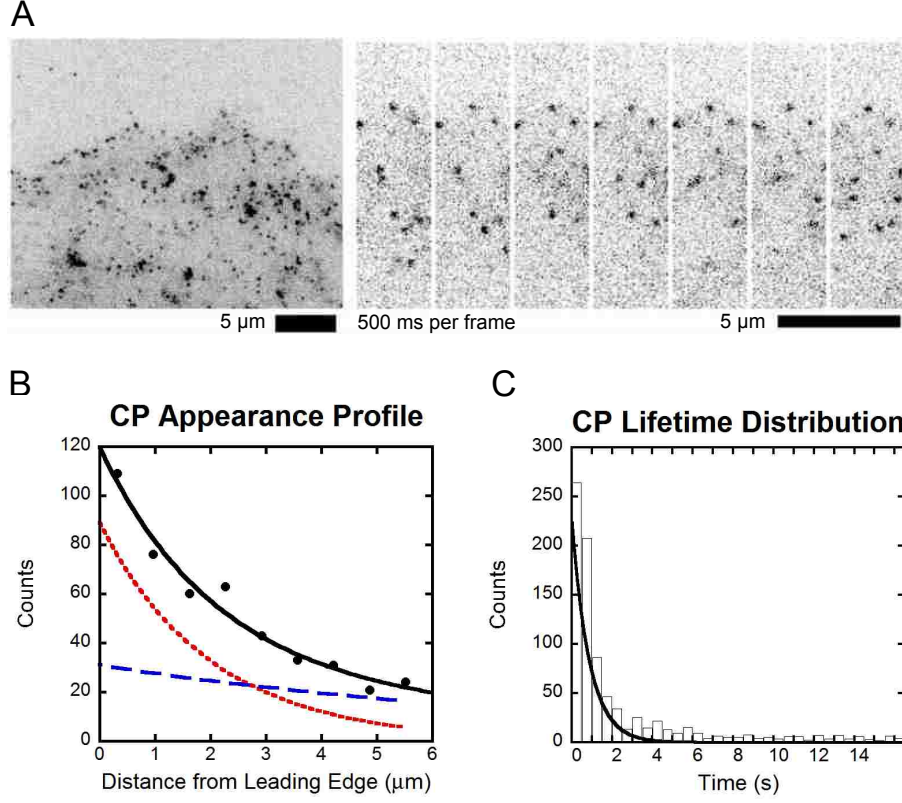 A
5 µm
500 ms per frame
5 µm
B
CP Appearance Profile
120
100
80
60
40
20
0
Counts
0 1 2 3 4 5 6
Distance from Leading Edge (µm)
C
CP Lifetime Distribution
300
250
200
150
100
50
0
Counts
0 2 4 6 8 10 12 14
Time (s)